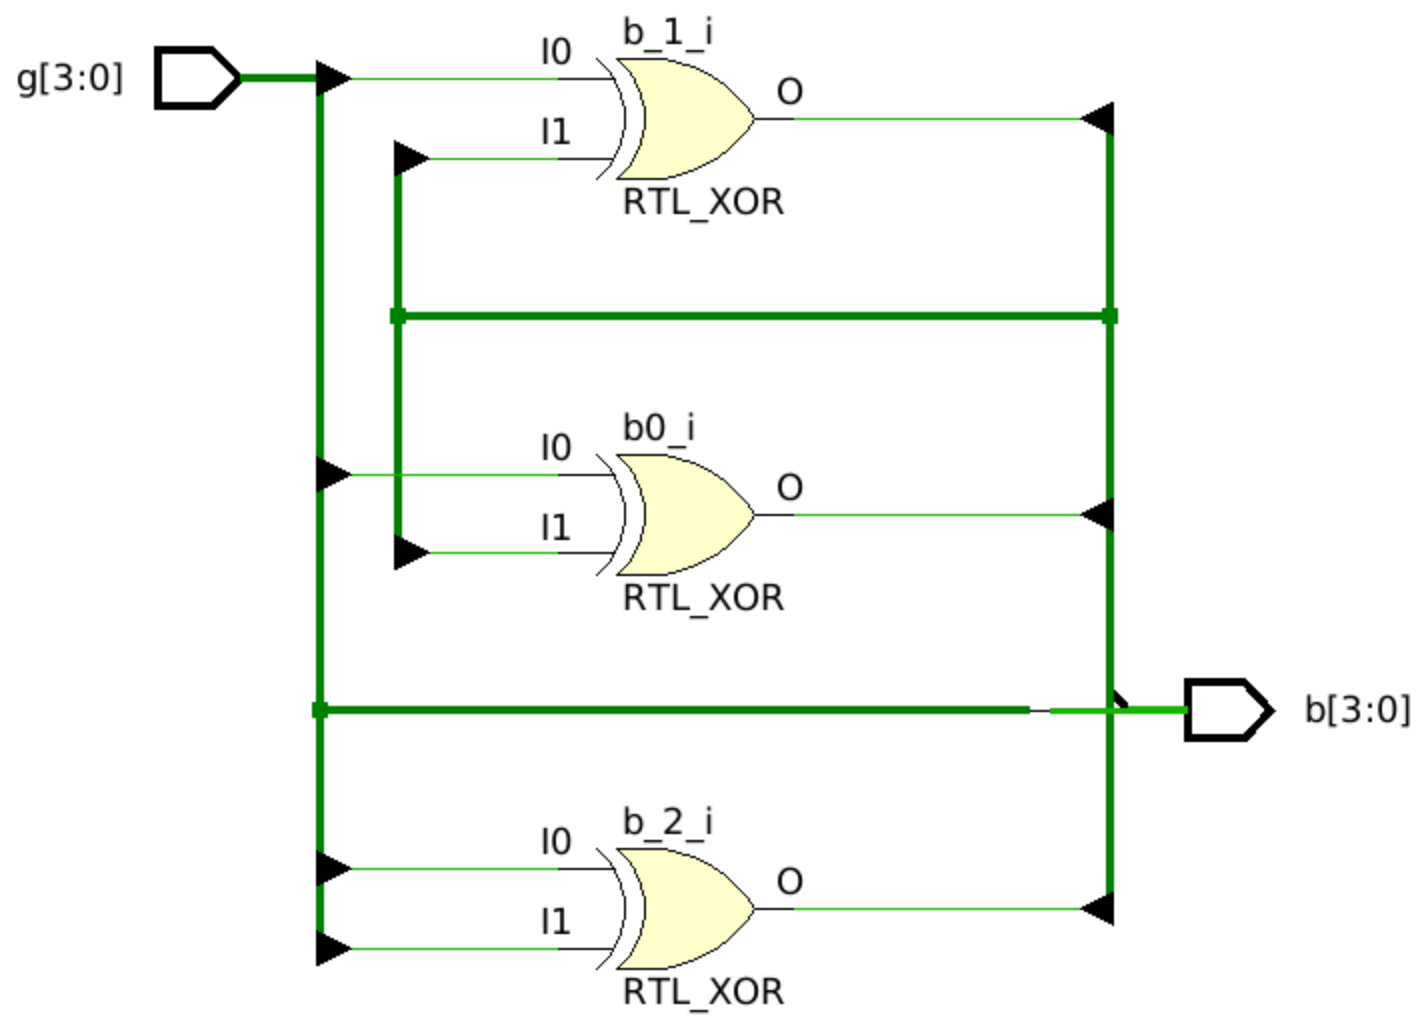 b_1_i
g[3:0]
I0
O
I1
RTL_XOR
b0_i
I0
O
I1
RTL_XOR
b[3:0]
b_2_i
I0
O
I1
RTL_XOR